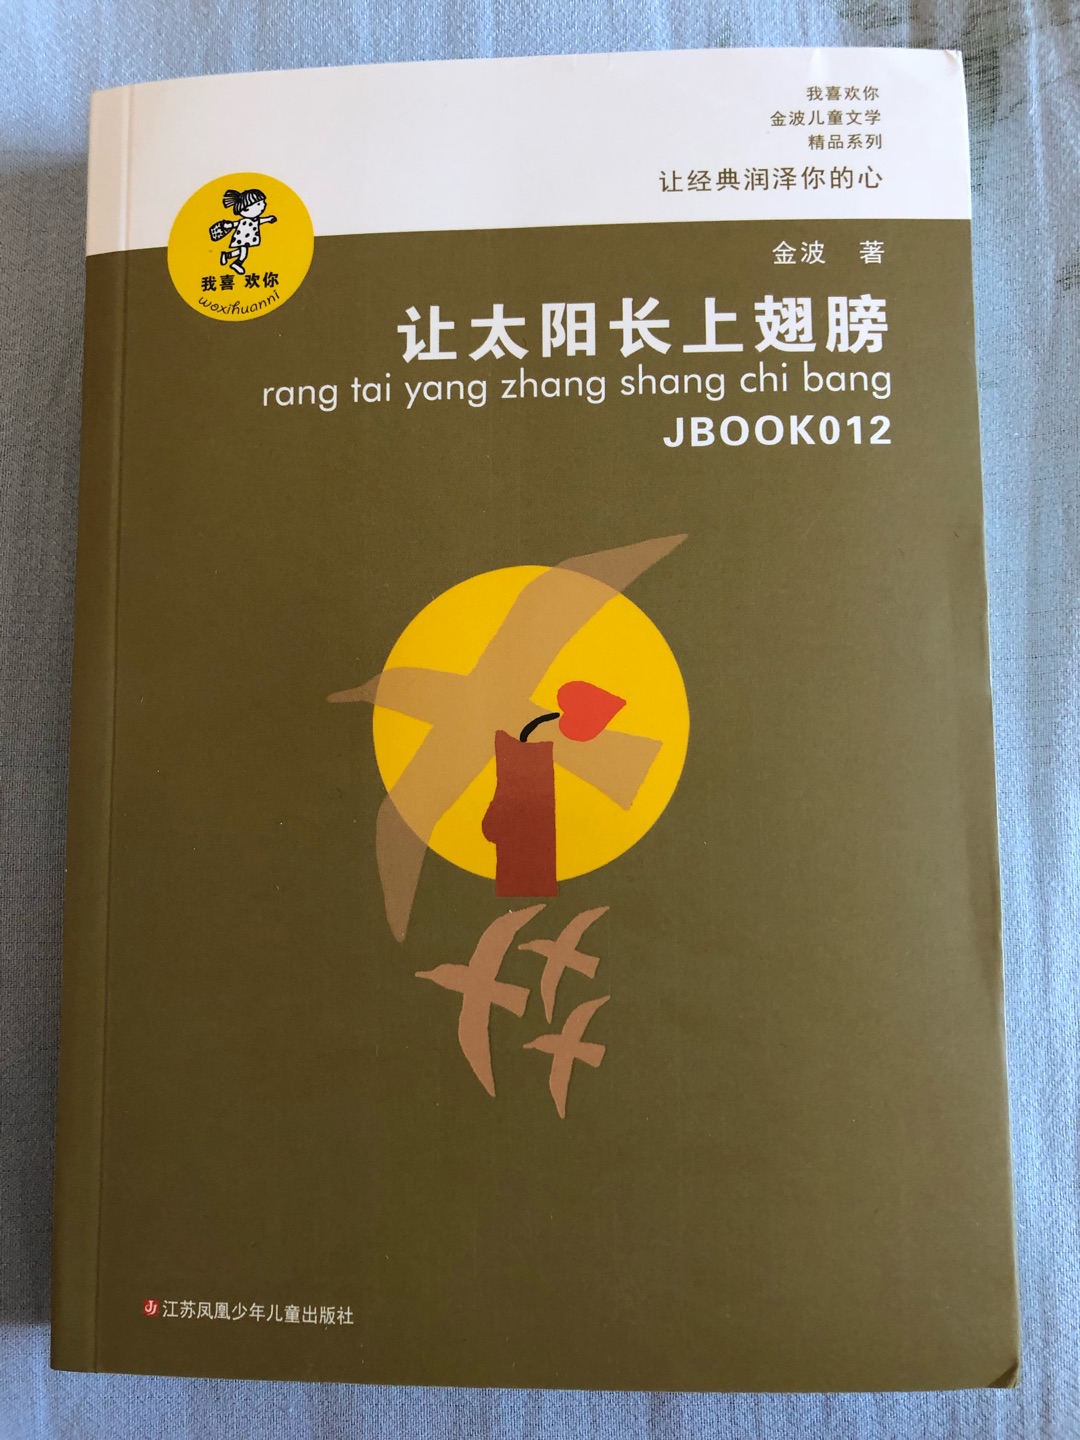 我喜欢你
金波儿童文学
精品系列
让经典润泽你的心
我喜欢你
woxihuanni
金波 著
让太阳长上翅膀
rang tai yang zhang shang chi bang
JBOOK012
JJ 江苏凤凰少年儿童出版社